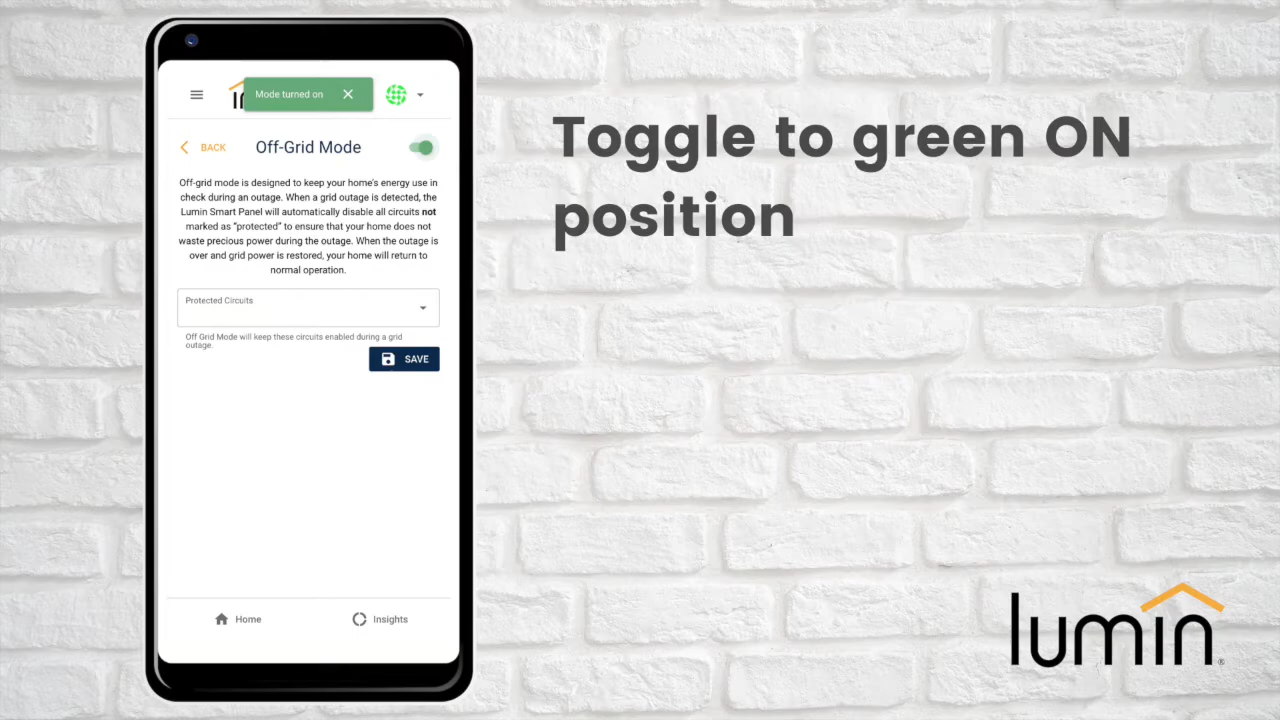 Mode turned on
BACK
Off-Grid Mode
Off-grid mode is designed to keep your home's energy use in
check during an outage. When a grid outage is detected, the
Lumin Smart Panel will automatically disable all circuits not
marked as "protected" to ensure that your home does not
waste precious power during the outage. When the outage is
over and grid power is restored, your home will return to
normal operation.
Protected Circuits
Off Grid Mode will keep these circuits enabled during a grid
outage.
SAVE
Home
Insights
Toggle to green ON
position
lumin®